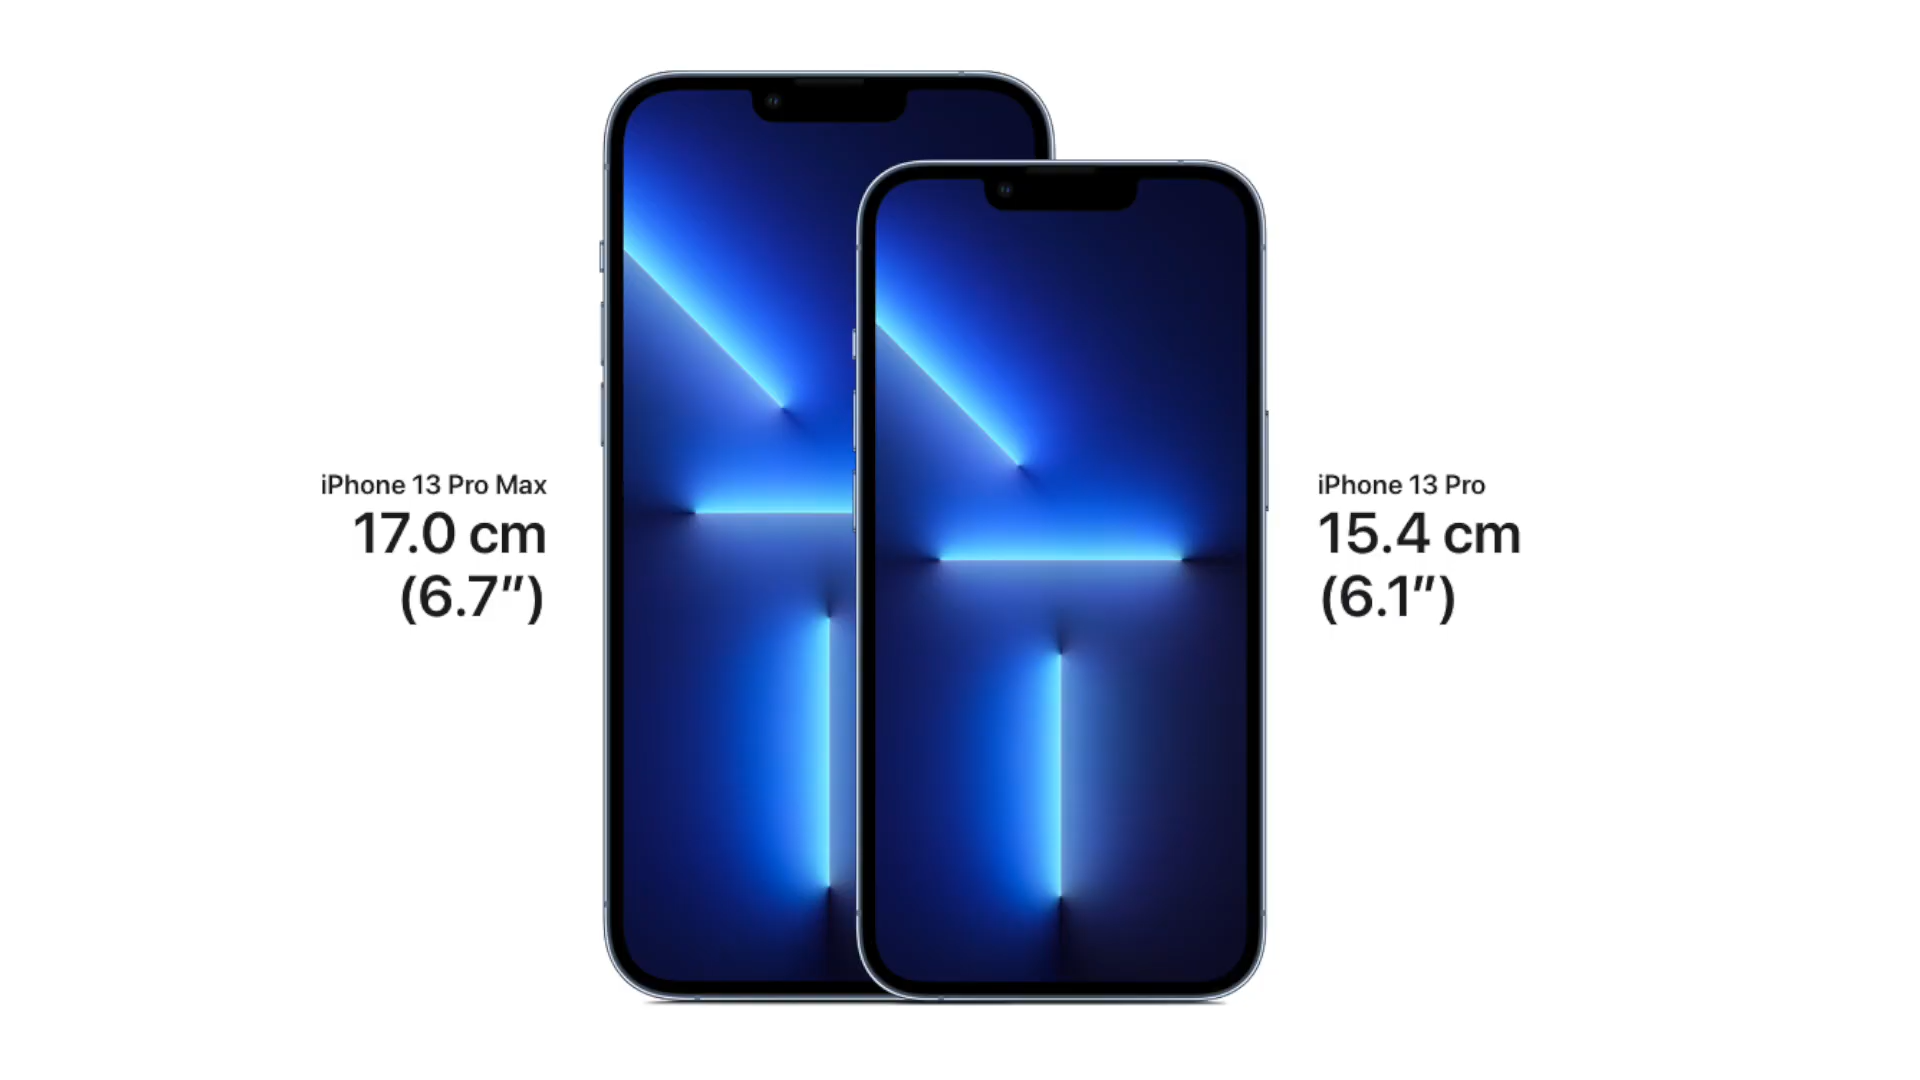 iPhone 13 Pro Max
17.0 cm
(6.7″)
iPhone 13 Pro
15.4 cm
(6.1″)